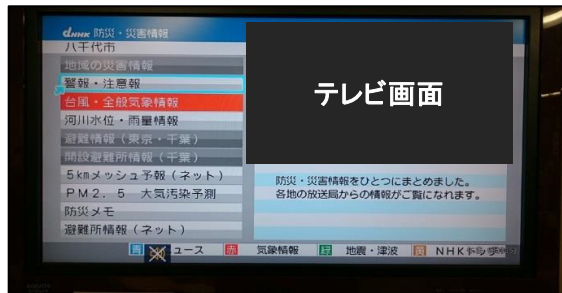 dNHK 防災・災害情報
八千代市
地域の災害情報
警報・注意報
台風・全般気象情報
河川水位・雨量情報
避難情報(東京・千葉)
開設避難所情報(千葉)
5kmメッシュ予報(ネット)
PM2.5 大気汚染予測
防災メモ
避難所情報(ネット)
テレビ画面
防災・災害情報をひとつにまとめました。
各地の放送局からの情報がご覧になれます。
青 ュース 赤 気象情報 緑 地震・津波 黄 NHK